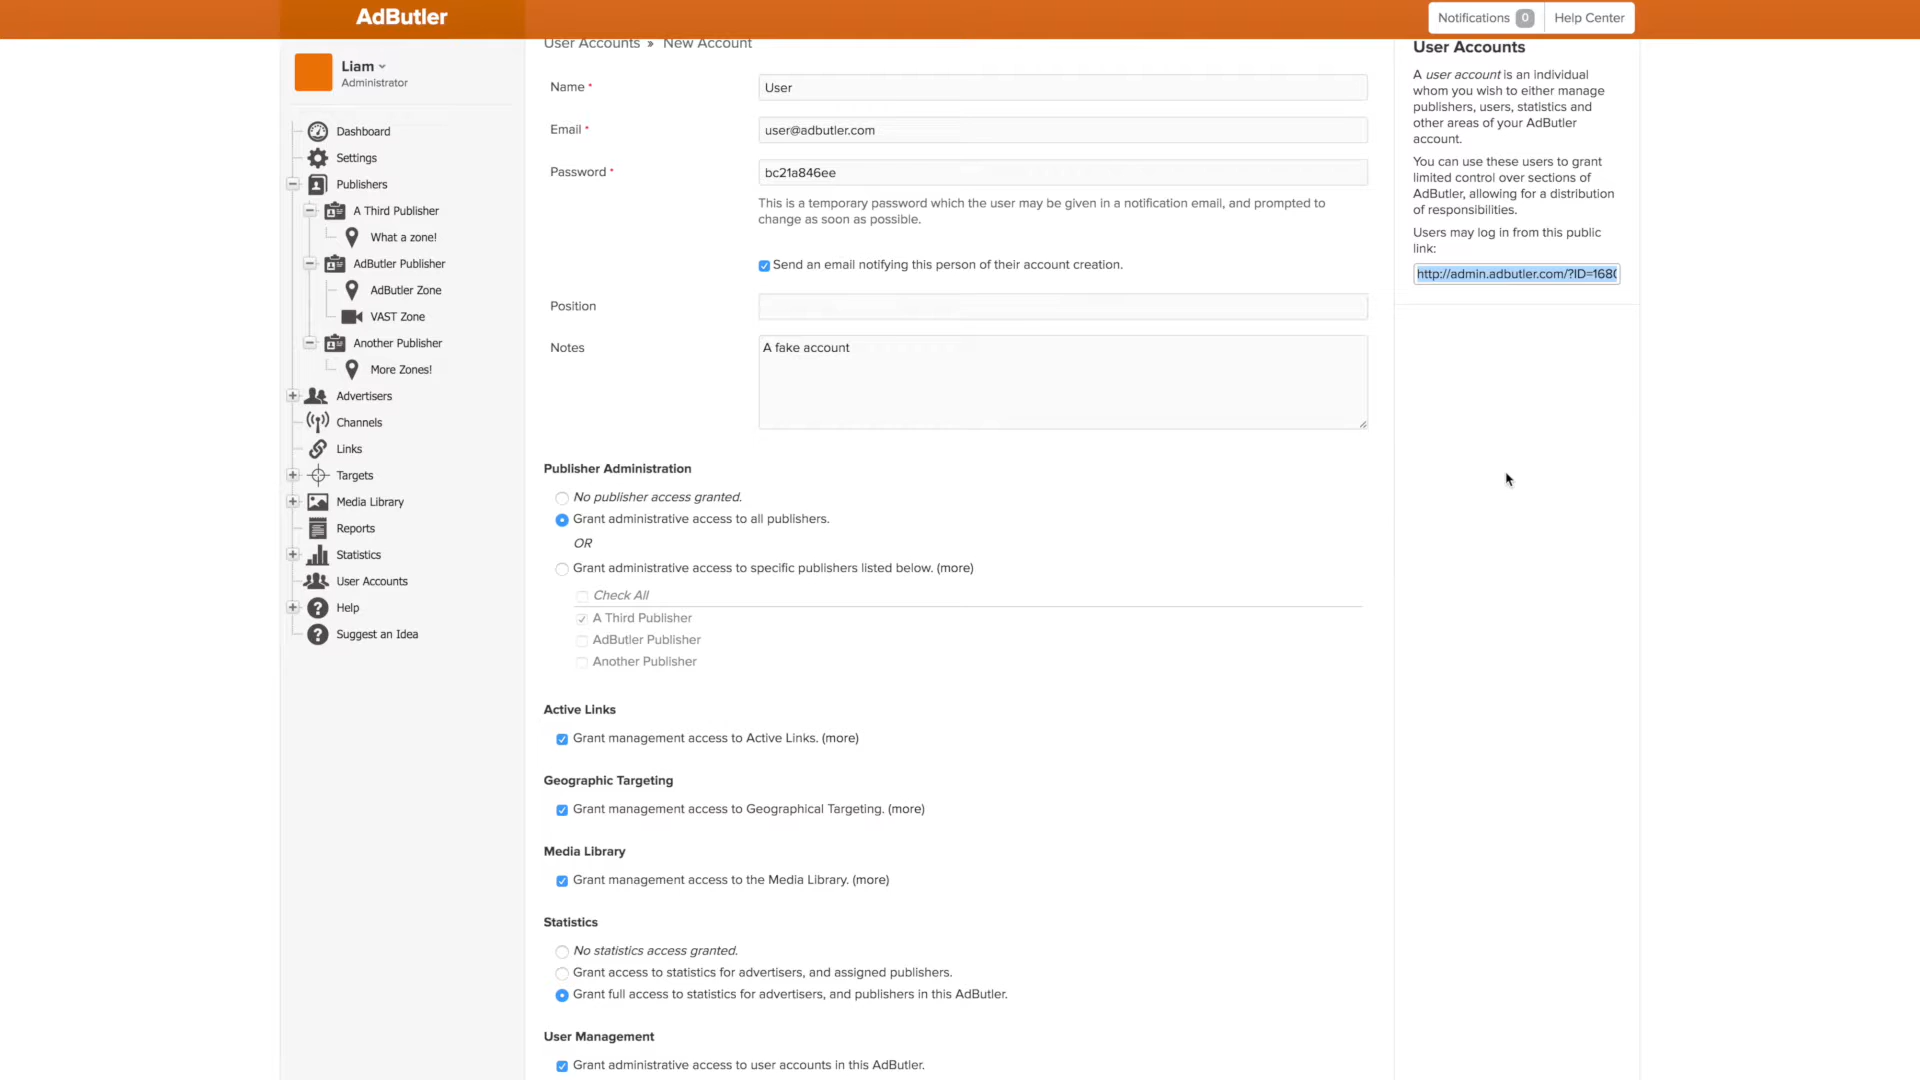 AdButler
Notifications 0
Help Center
Liam
Administrator
Dashboard
Settings
Publishers
A Third Publisher
What a zone!
AdButler Publisher
AdButler Zone
VAST Zone
Another Publisher
More Zones!
Advertisers
Channels
Links
Targets
Media Library
Reports
Statistics
User Accounts
Help
Suggest an Idea
User Accounts » New Account
Name *
User
Email *
user@adbutler.com
Password *
bc21a846ee
This is a temporary password which the user may be given in a notification email, and prompted to
change as soon as possible.
Send an email notifying this person of their account creation.
Position
Notes
A fake account
Publisher Administration
No publisher access granted.
Grant administrative access to all publishers.
OR
Grant administrative access to specific publishers listed below. (more)
Check All
A Third Publisher
AdButler Publisher
Another Publisher
Active Links
Grant management access to Active Links. (more)
Geographic Targeting
Grant management access to Geographical Targeting. (more)
Media Library
Grant management access to the Media Library. (more)
Statistics
No statistics access granted.
Grant access to statistics for advertisers, and assigned publishers.
Grant full access to statistics for advertisers, and publishers in this AdButler.
User Management
Grant administrative access to user accounts in this AdButler.
User Accounts
A user account is an individual
whom you wish to either manage
publishers, users, statistics and
other areas of your AdButler
account.
You can use these users to grant
limited control over sections of
AdButler, allowing for a distribution
of responsibilities.
Users may log in from this public
link:
http://admin.adbutler.com/?ID=168